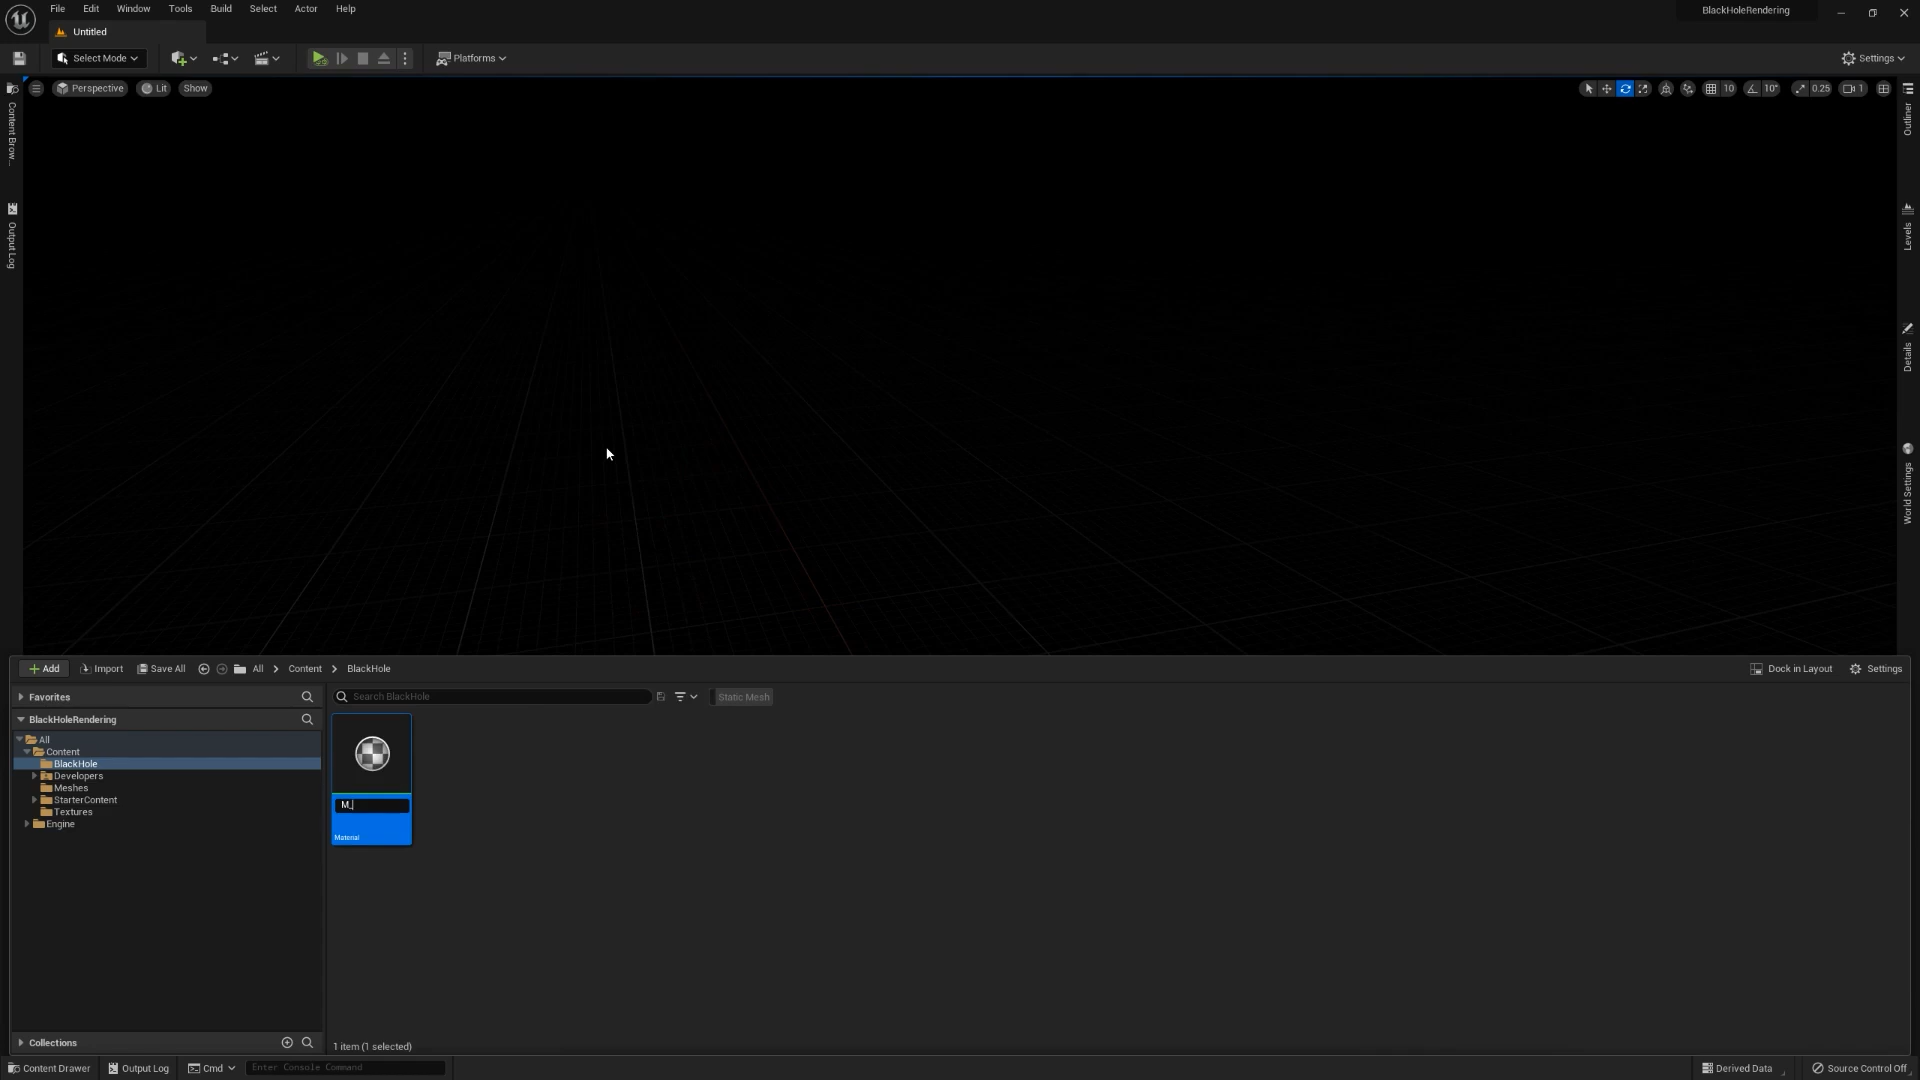 File Edit Window Tools Build Select Actor Help
BlackHoleRendering
Untitled
Select Mode
Platforms
Settings
Perspective Lit Show
10 10° 0.25 1
Content Brow...
Output Log
Outliner
Levels
Details
World Settings
Add Import Save All All Content BlackHole
Dock in Layout Settings
Favorites
Search BlackHole
Static Mesh
BlackHoleRendering
All
Content
BlackHole
Developers
Meshes
StarterContent
Textures
Engine
M_
Material
Collections
1 item (1 selected)
Content Drawer Output Log Cmd Enter Console Command
Derived Data Source Control Off